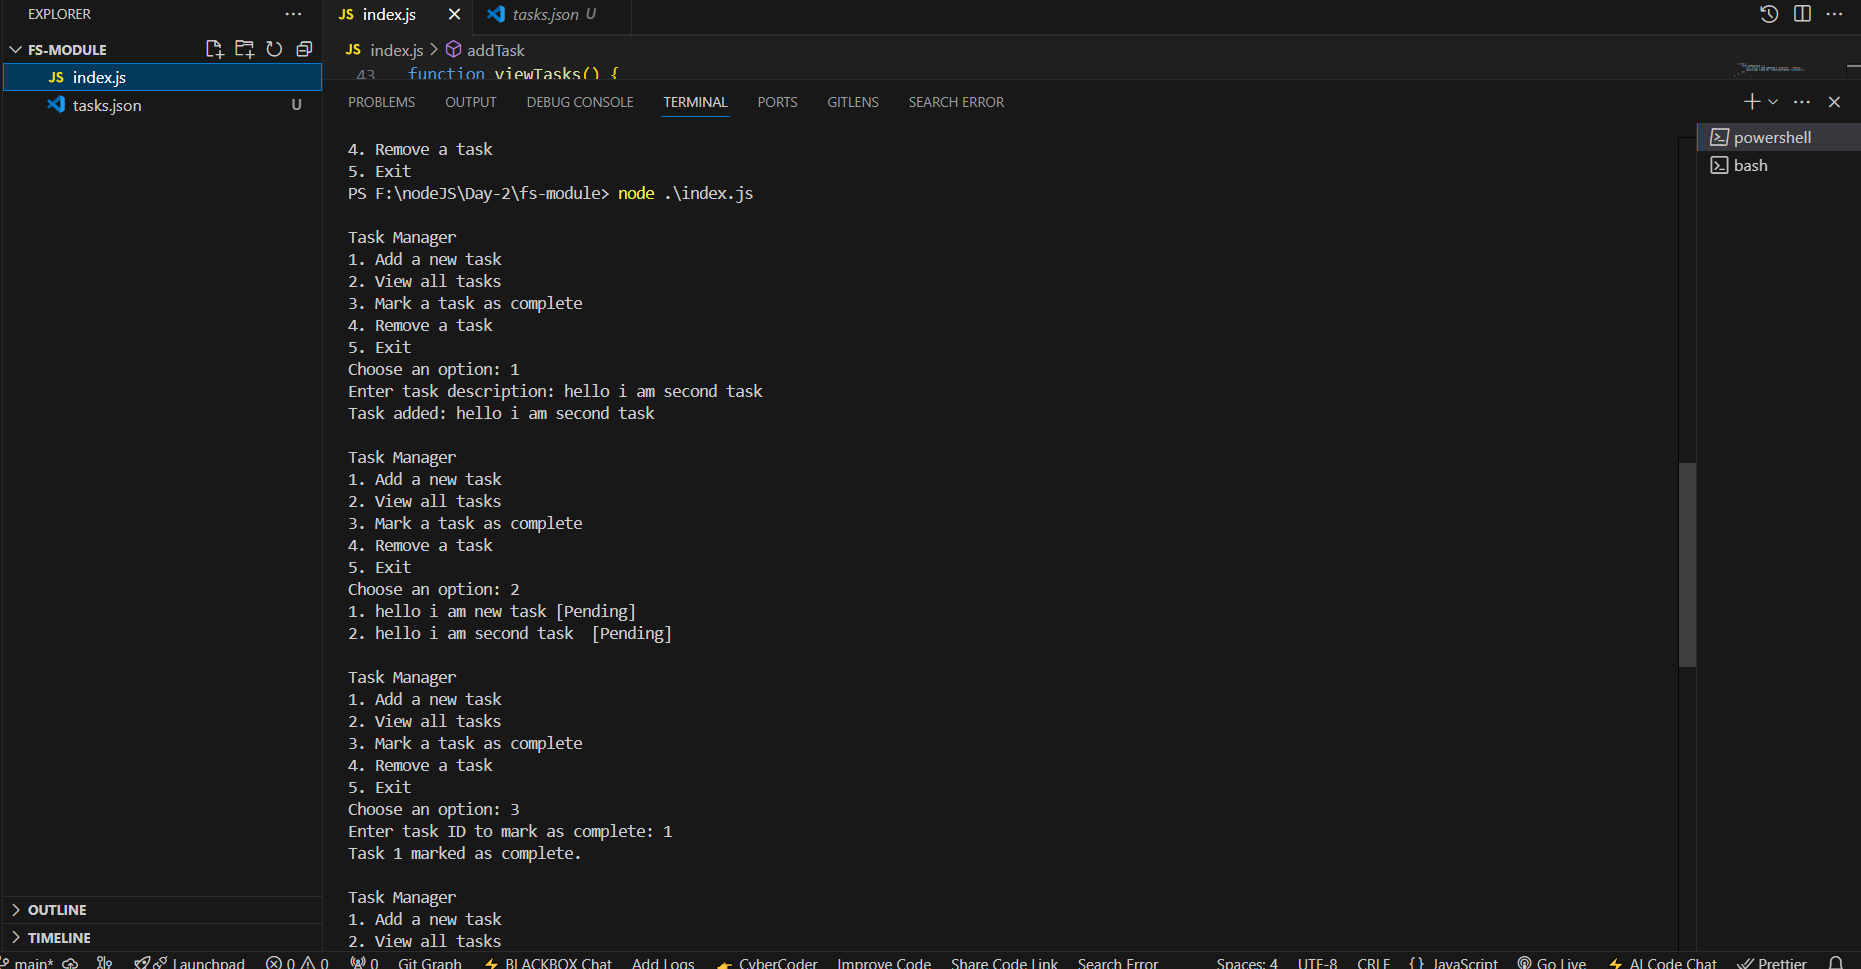 EXPLORER
JS index.js
tasks.json U
FS-MODULE
JS index.js
tasks.json U
JS index.js > addTask
43 function viewTasks() {
PROBLEMS OUTPUT DEBUG CONSOLE TERMINAL PORTS GITLENS SEARCH ERROR
powershell
bash
4. Remove a task
5. Exit
PS F:\nodeJS\Day-2\fs-module> node .\index.js
Task Manager
1. Add a new task
2. View all tasks
3. Mark a task as complete
4. Remove a task
5. Exit
Choose an option: 1
Enter task description: hello i am second task
Task added: hello i am second task
Task Manager
1. Add a new task
2. View all tasks
3. Mark a task as complete
4. Remove a task
5. Exit
Choose an option: 2
1. hello i am new task [Pending]
2. hello i am second task  [Pending]
Task Manager
1. Add a new task
2. View all tasks
3. Mark a task as complete
4. Remove a task
5. Exit
Choose an option: 3
Enter task ID to mark as complete: 1
Task 1 marked as complete.
Task Manager
1. Add a new task
2. View all tasks
OUTLINE
TIMELINE
main* Launchpad 0 0 0 Git Graph BLACKBOX Chat Add Logs CyberCoder Improve Code Share Code Link Search Error Spaces: 4 UTF-8 CRLF {} JavaScript Go Live AI Code Chat Prettier